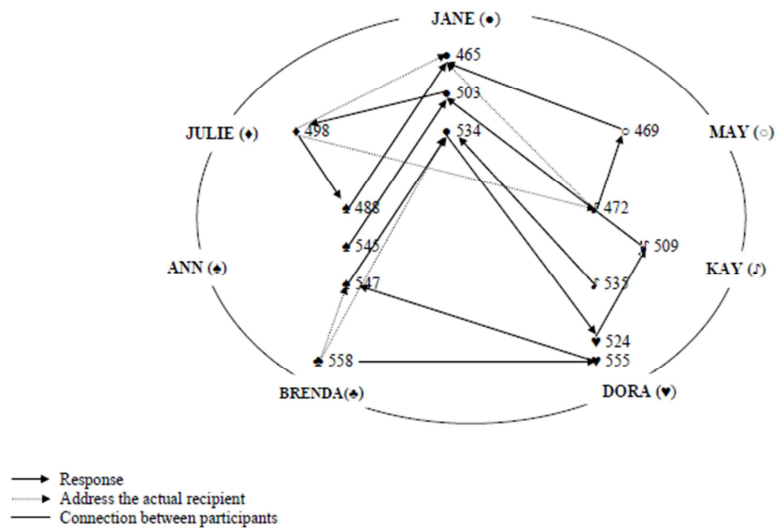 JANE (●)
465
503
JULIE (♦)
498
534
469
MAY (○)
488
472
545
509
ANN (♠)
KAY (♪)
547
535
524
558
555
BRENDA(♣)
DORA (♥)
Response
Address the actual recipient
Connection between participants